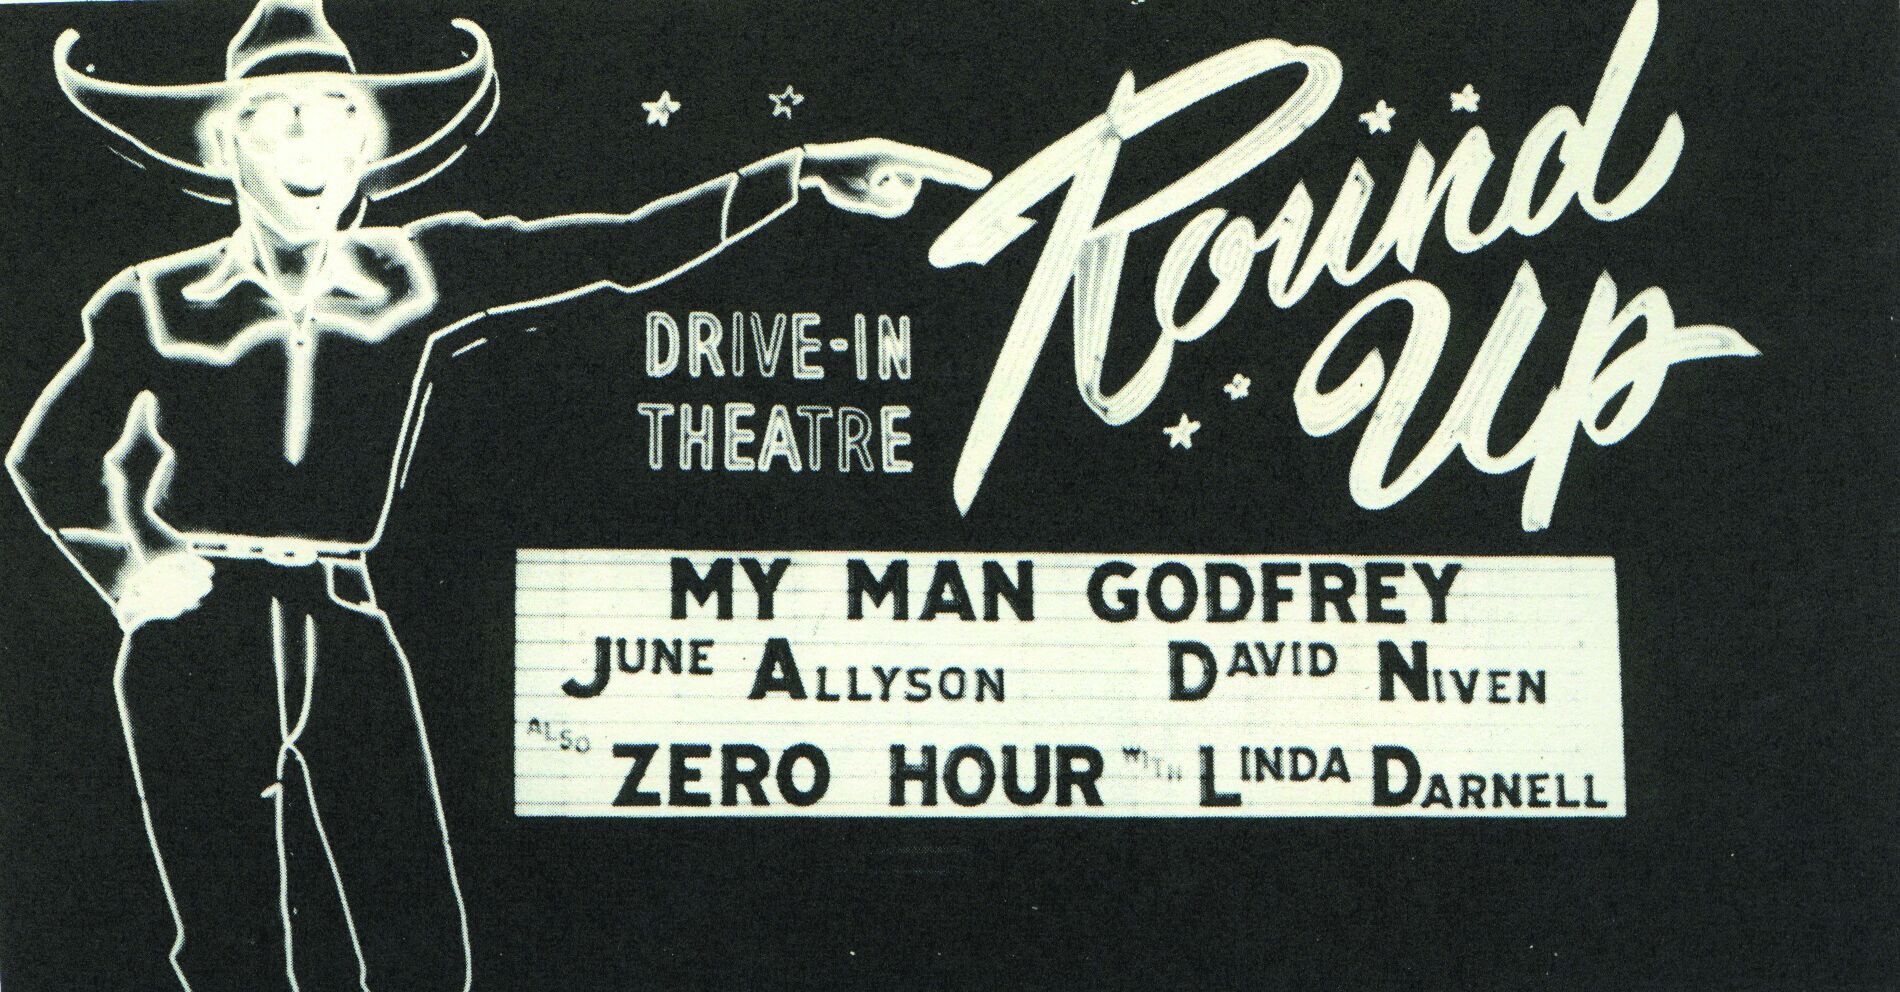 Round
Up
DRIVE-IN
THEATRE
MY MAN GODFREY
JUNE ALLYSON DAVID NIVEN
ALSO ZERO HOUR WITH LINDA DARNELL